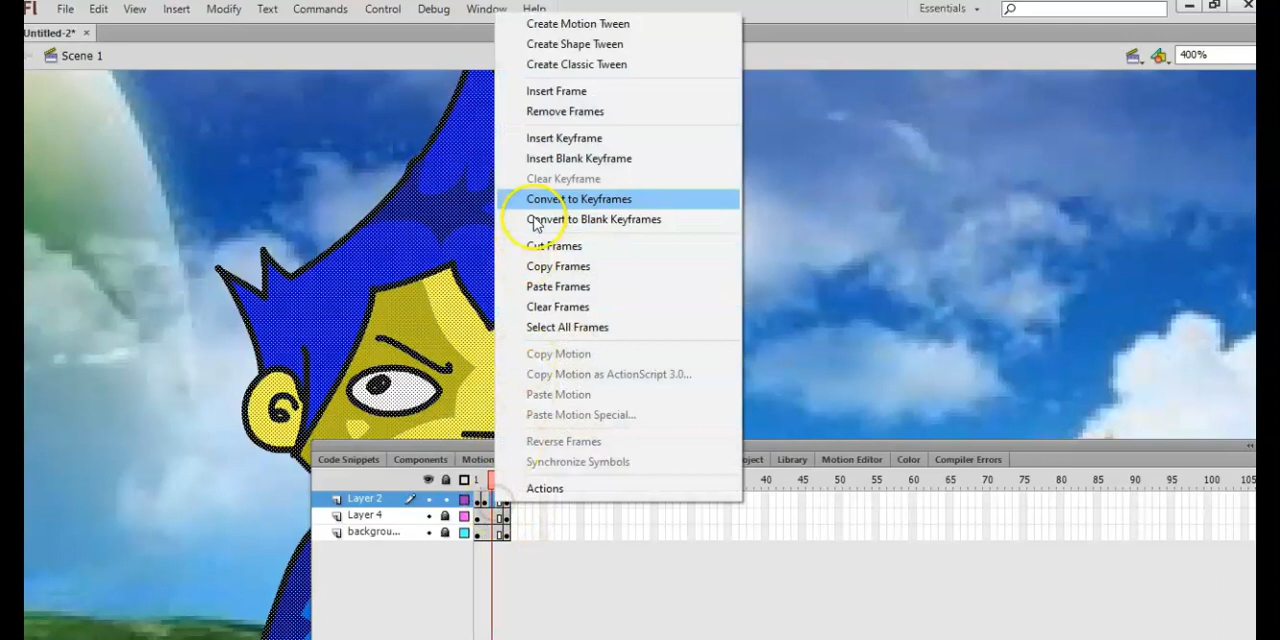 Fl File Edit View Insert Modify Text Commands Control Debug Window Help Essentials
Untitled-2* ×
Scene 1 400%
Create Motion Tween
Create Shape Tween
Create Classic Tween
Insert Frame
Remove Frames
Insert Keyframe
Insert Blank Keyframe
Clear Keyframe
Convert to Keyframes
Convert to Blank Keyframes
Cut Frames
Copy Frames
Paste Frames
Clear Frames
Select All Frames
Copy Motion
Copy Motion as ActionScript 3.0...
Paste Motion
Paste Motion Special...
Reverse Frames
Synchronize Symbols
Actions
Code Snippets Components Motion oject Library Motion Editor Color Compiler Errors
1 40 45 50 55 60 65 70 75 80 85 90 95 100 105
Layer 2
Layer 4
backgrou...